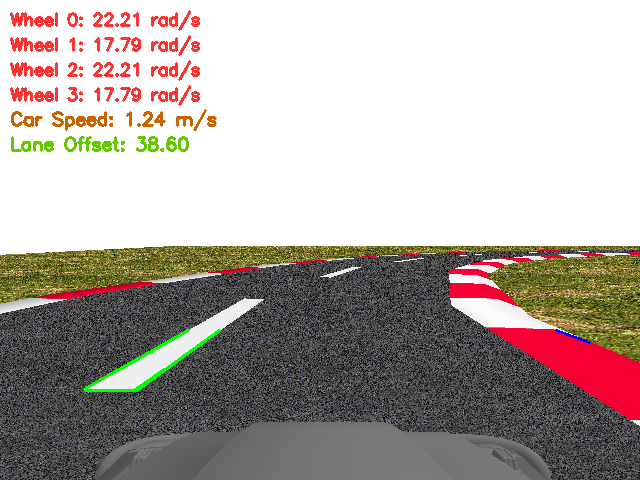 Wheel 0: 22.21 rad/s
Wheel 1: 17.79 rad/s
Wheel 2: 22.21 rad/s
Wheel 3: 17.79 rad/s
Car Speed: 1.24 m/s
Lane Offset: 38.60